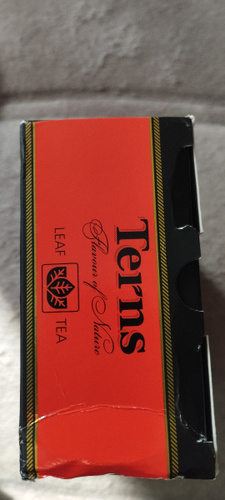 Terns
Flavour of Nature
LEAF TEA